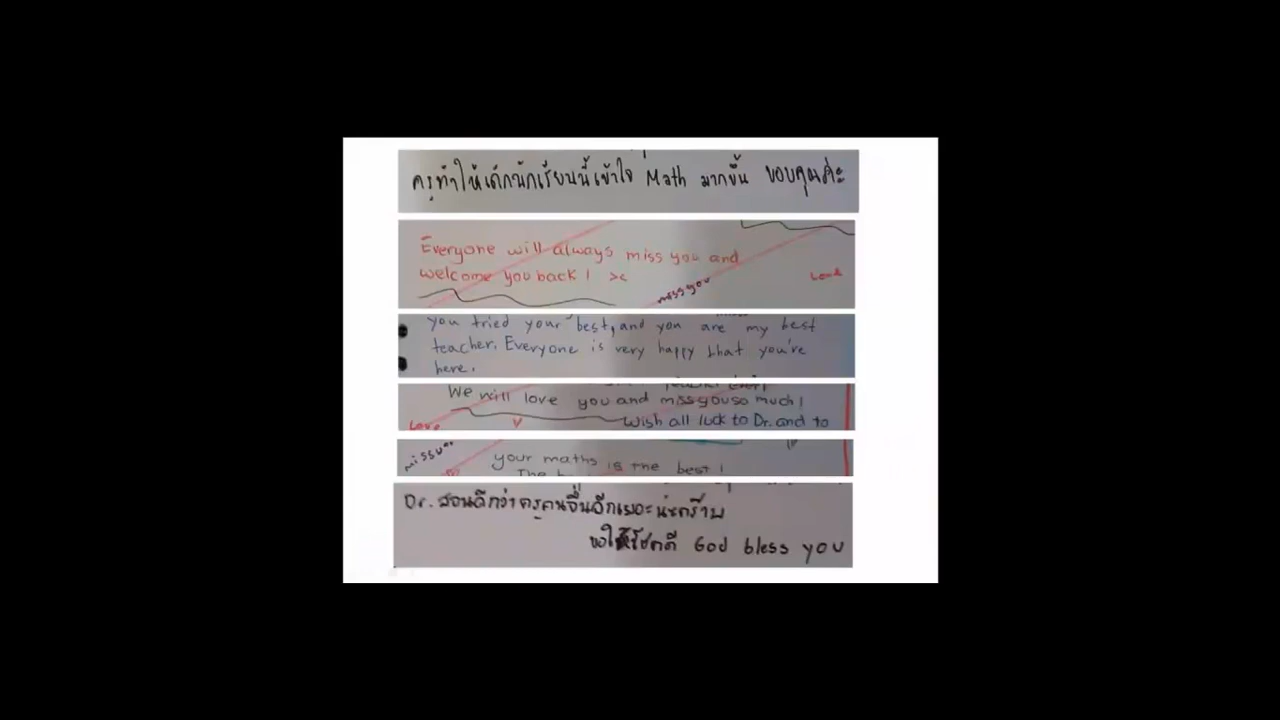 ครูทำให้เด็กนักเรียนนี้เข้าใจ Math มากขึ้น ขอบคุณค่ะ
Everyone will always miss you and
welcome you back! ><
miss you
Love
you tried your best, and you are my best
teacher. Everyone is very happy that you're
here.
We will love you and miss you so much!
Love
Wish all luck to Dr. and to
miss you
your maths is the best!
Dr. สอนดีกว่าครูคนอื่นอีกเยอะน่ะคร๊าบ
ขอให้โชคดี God bless you